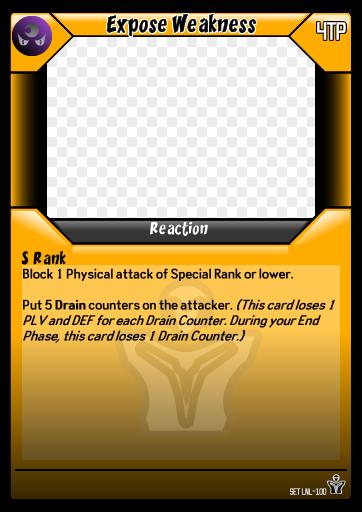 Expose Weakness
4TP
Reaction
S Rank
Block 1 Physical attack of Special Rank or lower.
Put 5 Drain counters on the attacker. (This card loses 1
PLV and DEF for each Drain Counter. During your End
Phase, this card loses 1 Drain Counter.)
SET LNL-100